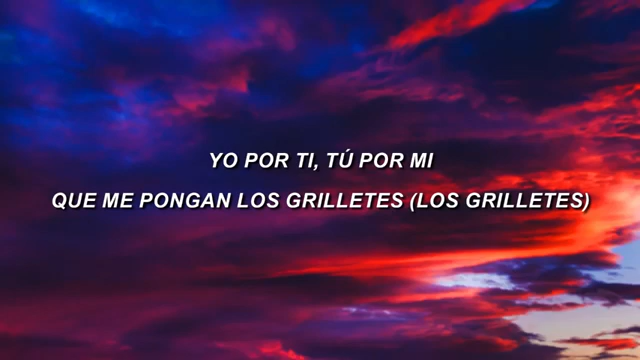 YO POR TI, TÚ POR MI
QUE ME PONGAN LOS GRILLETES (LOS GRILLETES)